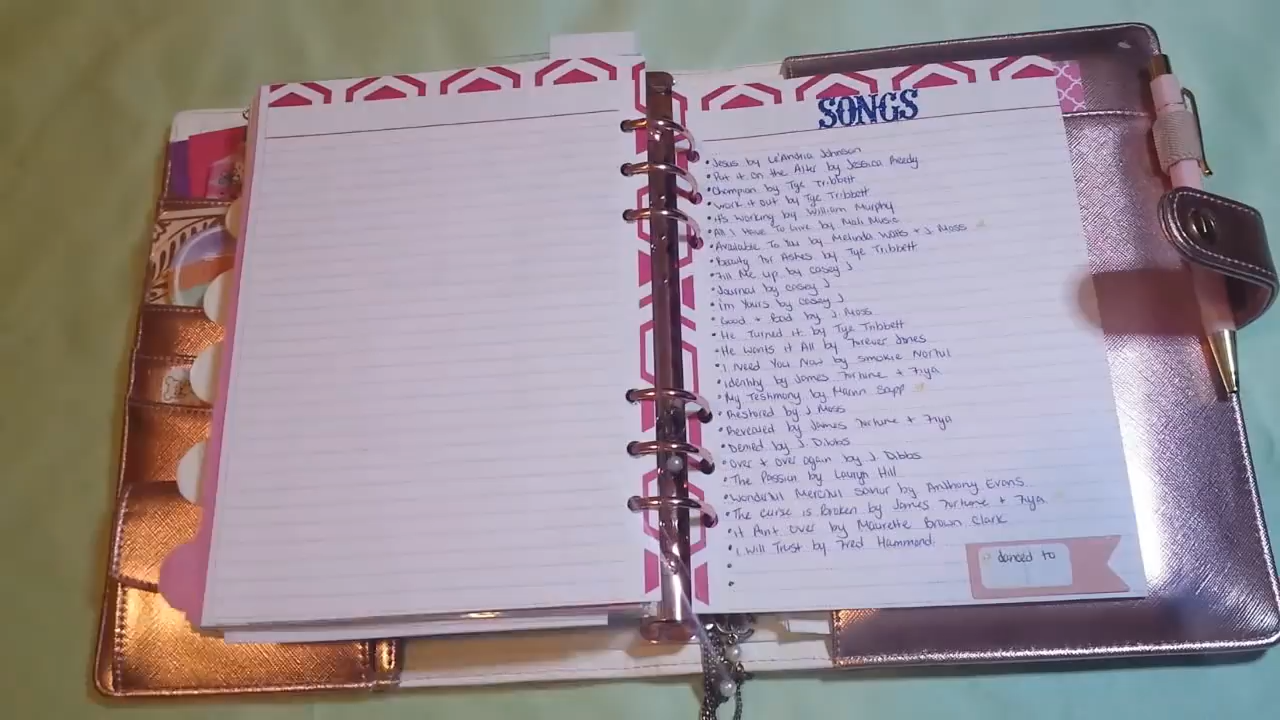 SONGS
• Jesus by Le'Andria Johnson
• Put it on the Alter by Jessica Reedy
• Champion by Tye Tribbett
• Work it out by Tye Tribbett
• it's Working by William Murphy
• All I Have To Give by Mali Music
• Available To You by Melinda Watts + J. Moss
• Beauty for Ashes by Tye Tribbett
• Fill Me up by Casey J
• Journal by Casey J
• i'm Yours by Casey J
• Good + Bad by J. Moss
• He Turned it by Tye Tribbett
• He Wants it All by Forever Jones
• I Need You Now by Smokie Norful
• Identity by James Fortune + Fiya
• My Testimony by Marvin Sapp
• Restored by J. Moss
• Revealed by James Fortune + Fiya
• Denied by J. Dibbs
• Over + Over again by J. Dibbs
• The Passion by Lauryn Hill
• Wonderful Merciful Savior by Anthony Evans
• The Curse is Broken by James Fortune + Fiya
• it Ain't Over by Maurette Brown Clark
• I Will Trust by Fred Hammond
•
•
danced to